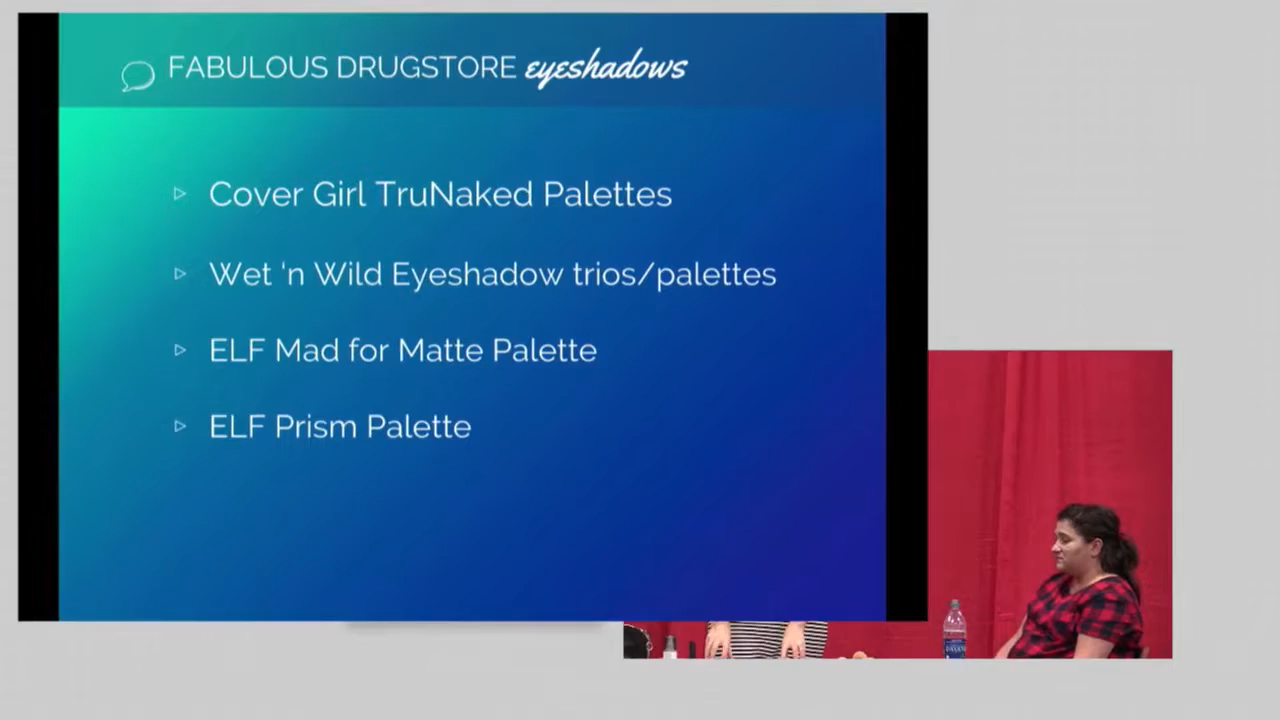 FABULOUS DRUGSTORE eyeshadows
Cover Girl TruNaked Palettes
Wet 'n Wild Eyeshadow trios/palettes
ELF Mad for Matte Palette
ELF Prism Palette